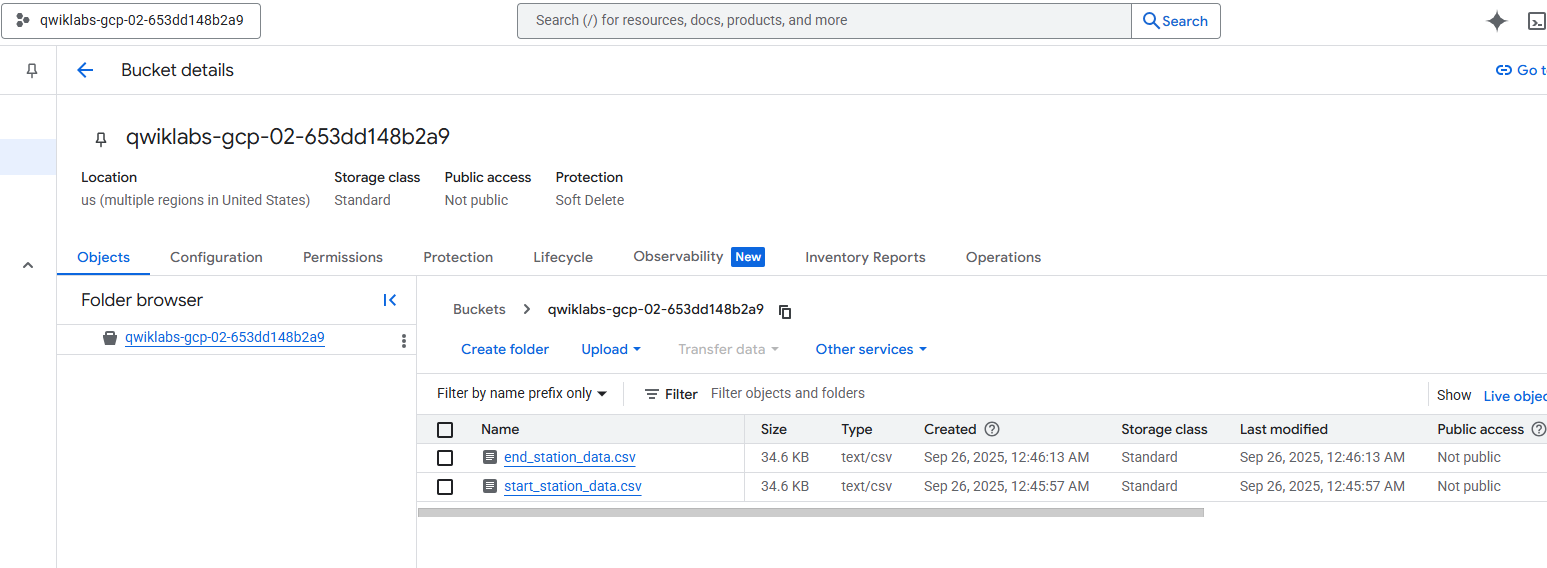 qwiklabs-gcp-02-653dd148b2a9
Search (/) for resources, docs, products, and more
Search
Bucket details
Go t
qwiklabs-gcp-02-653dd148b2a9
Location Storage class Public access Protection
us (multiple regions in United States) Standard Not public Soft Delete
Objects Configuration Permissions Protection Lifecycle Observability New Inventory Reports Operations
Folder browser
qwiklabs-gcp-02-653dd148b2a9
Buckets > qwiklabs-gcp-02-653dd148b2a9
Create folder Upload Transfer data Other services
Filter by name prefix only Filter Filter objects and folders Show Live objec
Name Size Type Created Storage class Last modified Public access
end_station_data.csv 34.6 KB text/csv Sep 26, 2025, 12:46:13 AM Standard Sep 26, 2025, 12:46:13 AM Not public
start_station_data.csv 34.6 KB text/csv Sep 26, 2025, 12:45:57 AM Standard Sep 26, 2025, 12:45:57 AM Not public